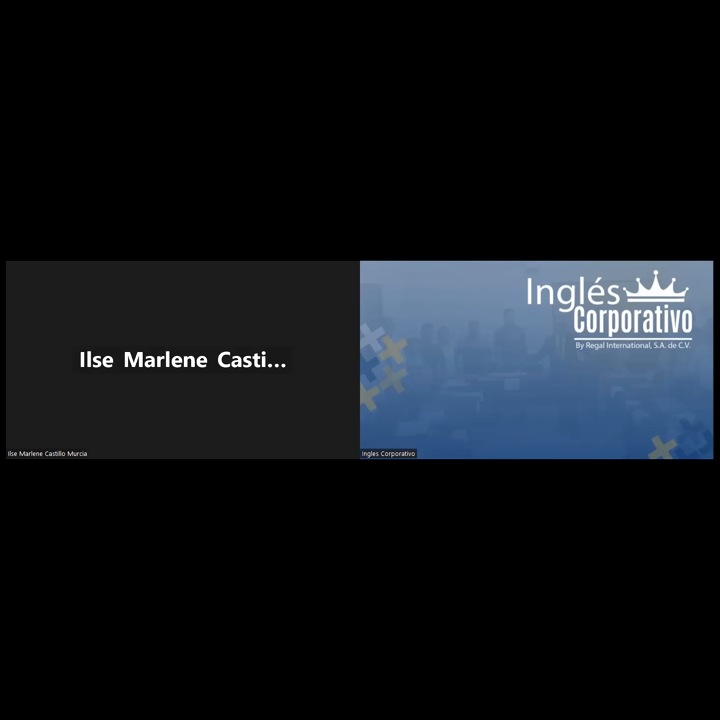 Ilse Marlene Casti...
Ilse Marlene Castillo Murcia
Inglés
Corporativo
By Regal International, S.A. de C.V.
Ingles Corporativo